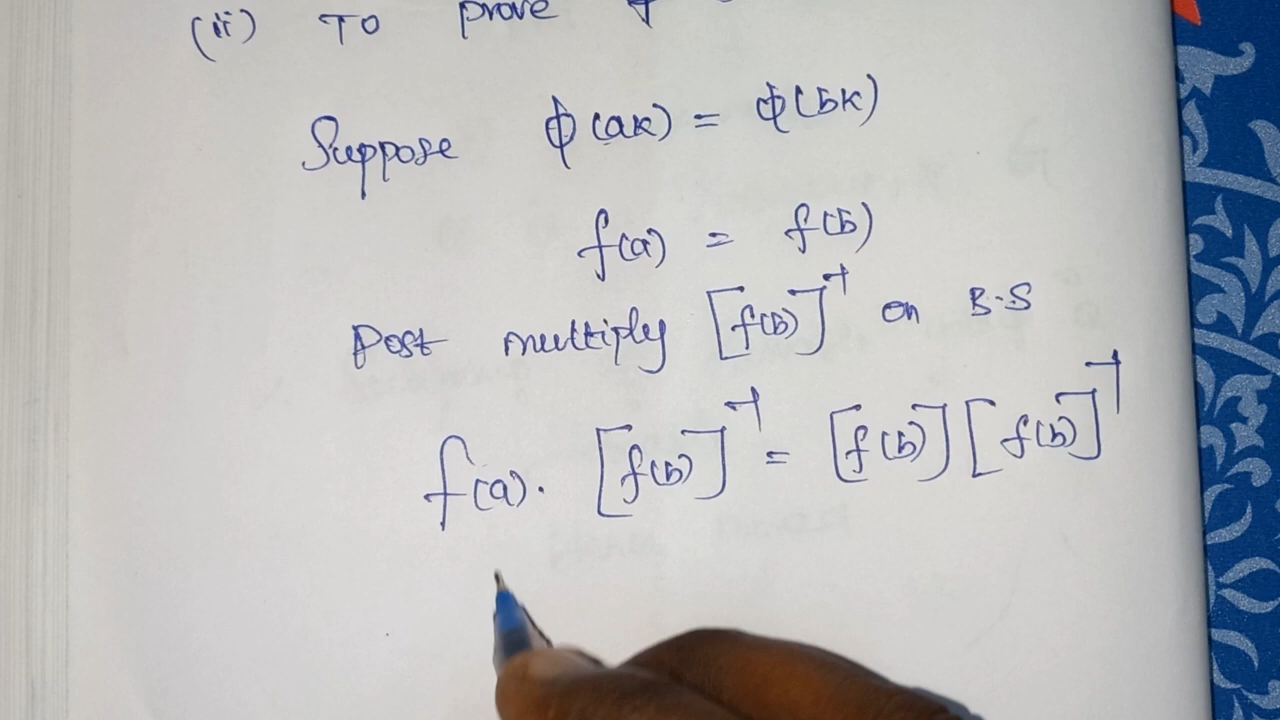 (ii) To prove
Suppose ϕ(aK) = ϕ(bK)
f(a) = f(b)
Post multiply [f(b)]⁻¹ on B.S
f(a). [f(b)]⁻¹ = [f(b)] [f(b)]⁻¹